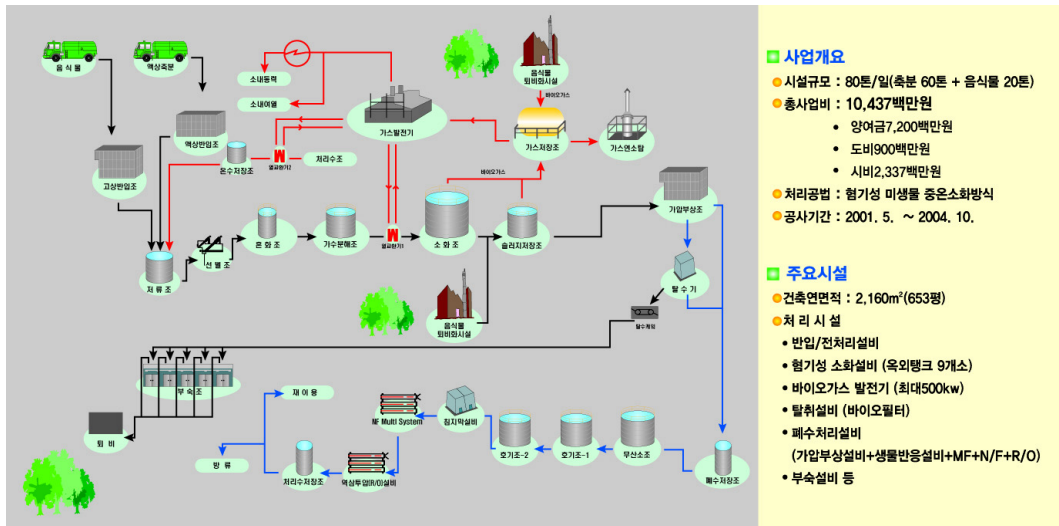 음 식 물
액상축분
소내동력
소내여열
가스발전기
음식물
퇴비화시설
바이오가스
가스저장조
가스연소탑
액상반입조
온수저장조
열교환기2
처리수조
고상반입조
바이오가스
가압부상조
저 류 조
선 별 조
혼 화 조
가수분해조
열교환기1
소 화 조
슬러지저장조
탈 수 기
음식물
퇴비화시설
탈수케익
부 숙 조
퇴 비
재 이 용
방 류
NF Multi System
침지막설비
호기조-2
호기조-1
무산소조
폐수저장조
처리수저장조
역삼투압(R/O)설비
사업개요
시설규모 : 80톤/일(축분 60톤 + 음식물 20톤)
총사업비 : 10,437백만원
• 양여금7,200백만원
• 도비900백만원
• 시비2,337백만원
처리공법 : 혐기성 미생물 중온소화방식
공사기간 : 2001. 5. ~ 2004. 10.
주요시설
건축연면적 : 2,160㎡(653평)
처 리 시 설
• 반입/전처리설비
• 혐기성 소화설비 (옥외탱크 9개소)
• 바이오가스 발전기 (최대500kw)
• 탈취설비 (바이오필터)
• 폐수처리설비
(가압부상설비+생물반응설비+MF+N/F+R/O)
• 부숙설비 등